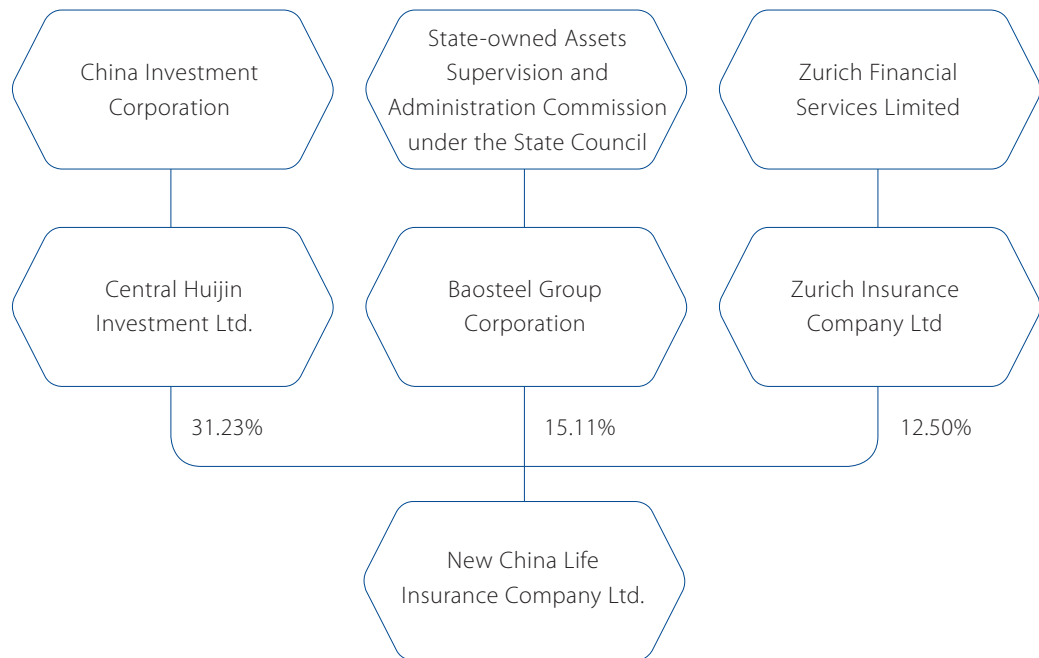 China Investment
Corporation
State-owned Assets
Supervision and
Administration Commission
under the State Council
Zurich Financial
Services Limited
Central Huijin
Investment Ltd.
Baosteel Group
Corporation
Zurich Insurance
Company Ltd
31.23%
15.11%
12.50%
New China Life
Insurance Company Ltd.